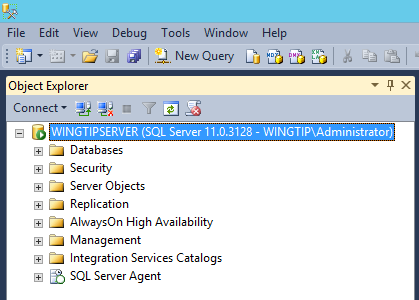 File Edit View Debug Tools Window Help
New Query
Object Explorer
Connect
WINGTIPSERVER (SQL Server 11.0.3128 - WINGTIP\Administrator)
Databases
Security
Server Objects
Replication
AlwaysOn High Availability
Management
Integration Services Catalogs
SQL Server Agent